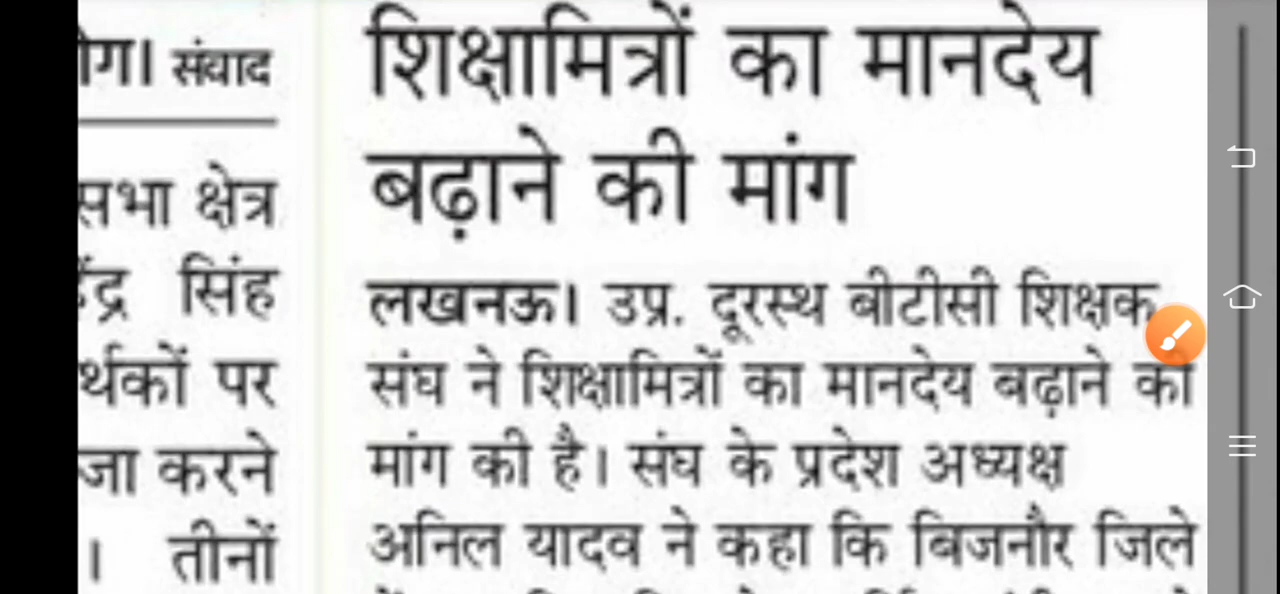 ोग। संवाद
सभा क्षेत्र
ेंद्र सिंह
र्थकों पर
जा करने
। तीनों
शिक्षामित्रों का मानदेय
बढ़ाने की मांग
लखनऊ। उप्र. दूरस्थ बीटीसी शिक्षक
संघ ने शिक्षामित्रों का मानदेय बढ़ाने की
मांग की है। संघ के प्रदेश अध्यक्ष
अनिल यादव ने कहा कि बिजनौर जिले